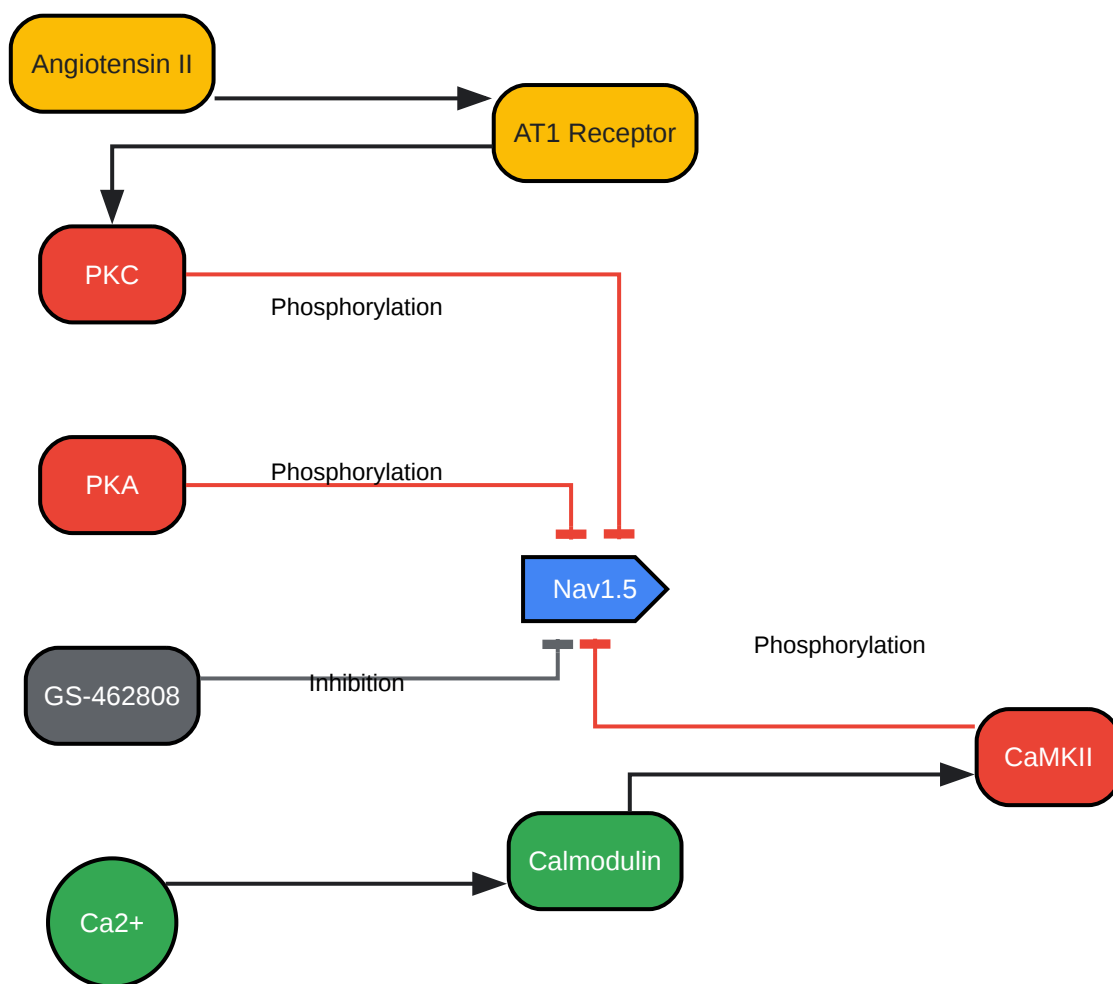 Angiotensin II
AT1 Receptor
PKC
Phosphorylation
PKA
Phosphorylation
Nav1.5
Phosphorylation
GS-462808
Inhibition
CaMKII
Calmodulin
Ca2+